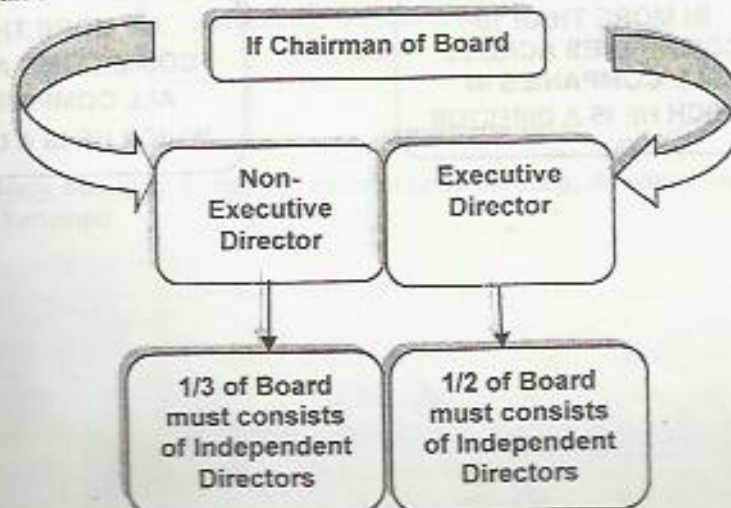 If Chairman of Board
Non-
Executive
Director
Executive
Director
1/3 of Board
must consists
of Independent
Directors
1/2 of Board
must consists
of Independent
Directors